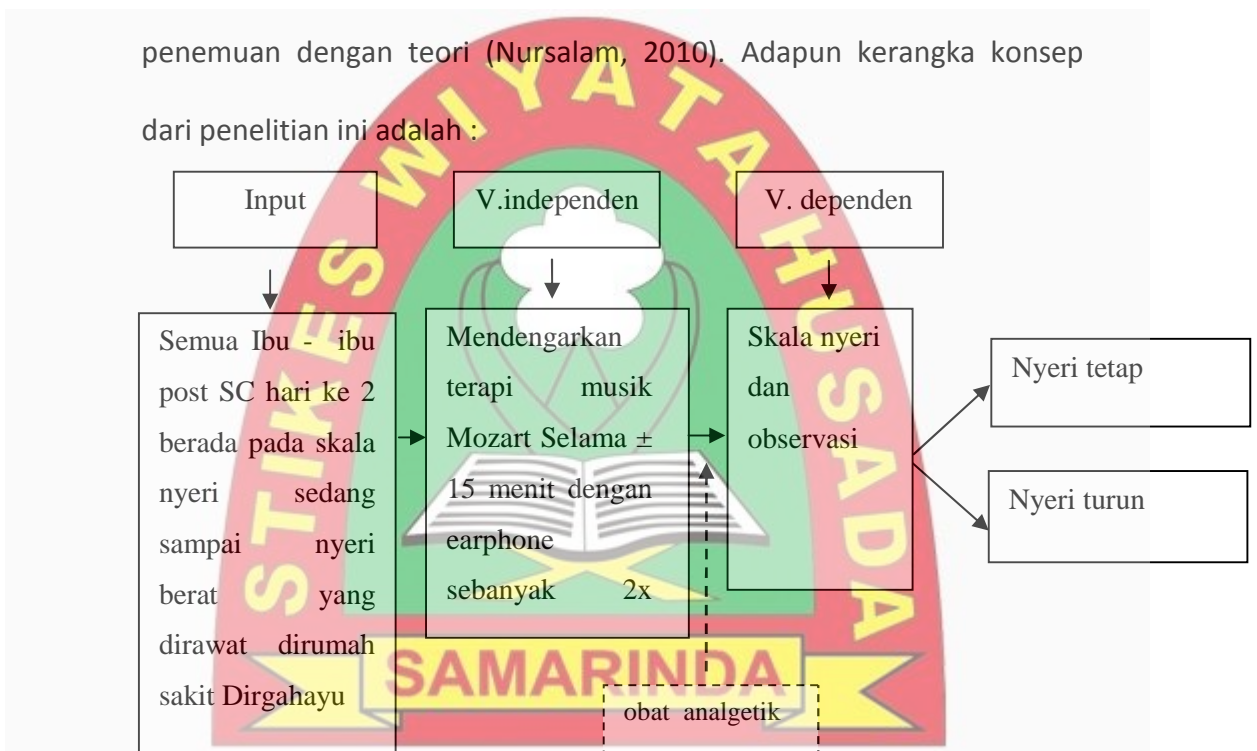 penemuan dengan teori (Nursalam, 2010). Adapun kerangka konsep
dari penelitian ini adalah :
Input
V.independen
V. dependen
Semua Ibu - ibu
post SC hari ke 2
berada pada skala
nyeri sedang
sampai nyeri
berat yang
dirawat dirumah
sakit Dirgahayu
Mendengarkan
terapi musik
Mozart Selama ±
15 menit dengan
earphone
sebanyak 2x
Skala nyeri
dan
observasi
Nyeri tetap
Nyeri turun
obat analgetik
STIKES WIYATA HUSADA
SAMARINDA